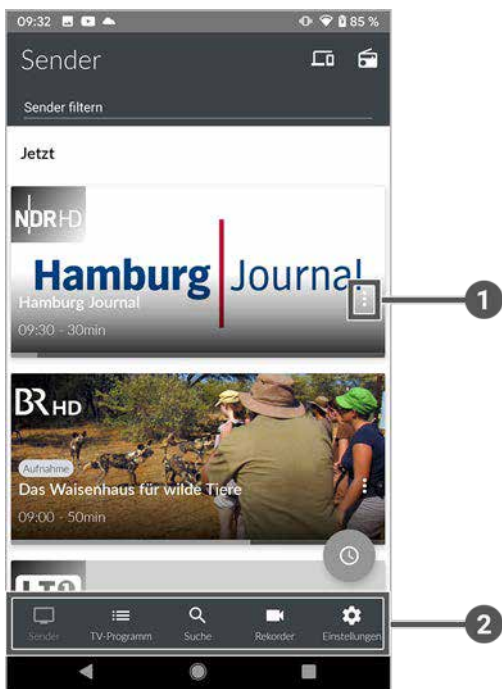 09:32
85 %
Sender
Sender filtern
Jetzt
NDR HD
Hamburg Journal
Hamburg Journal
09:30 - 30min
1
BR HD
Aufnahme
Das Waisenhaus für wilde Tiere
09:00 - 50min
LT1
Sender TV-Programm Suche Rekorder Einstellungen
2